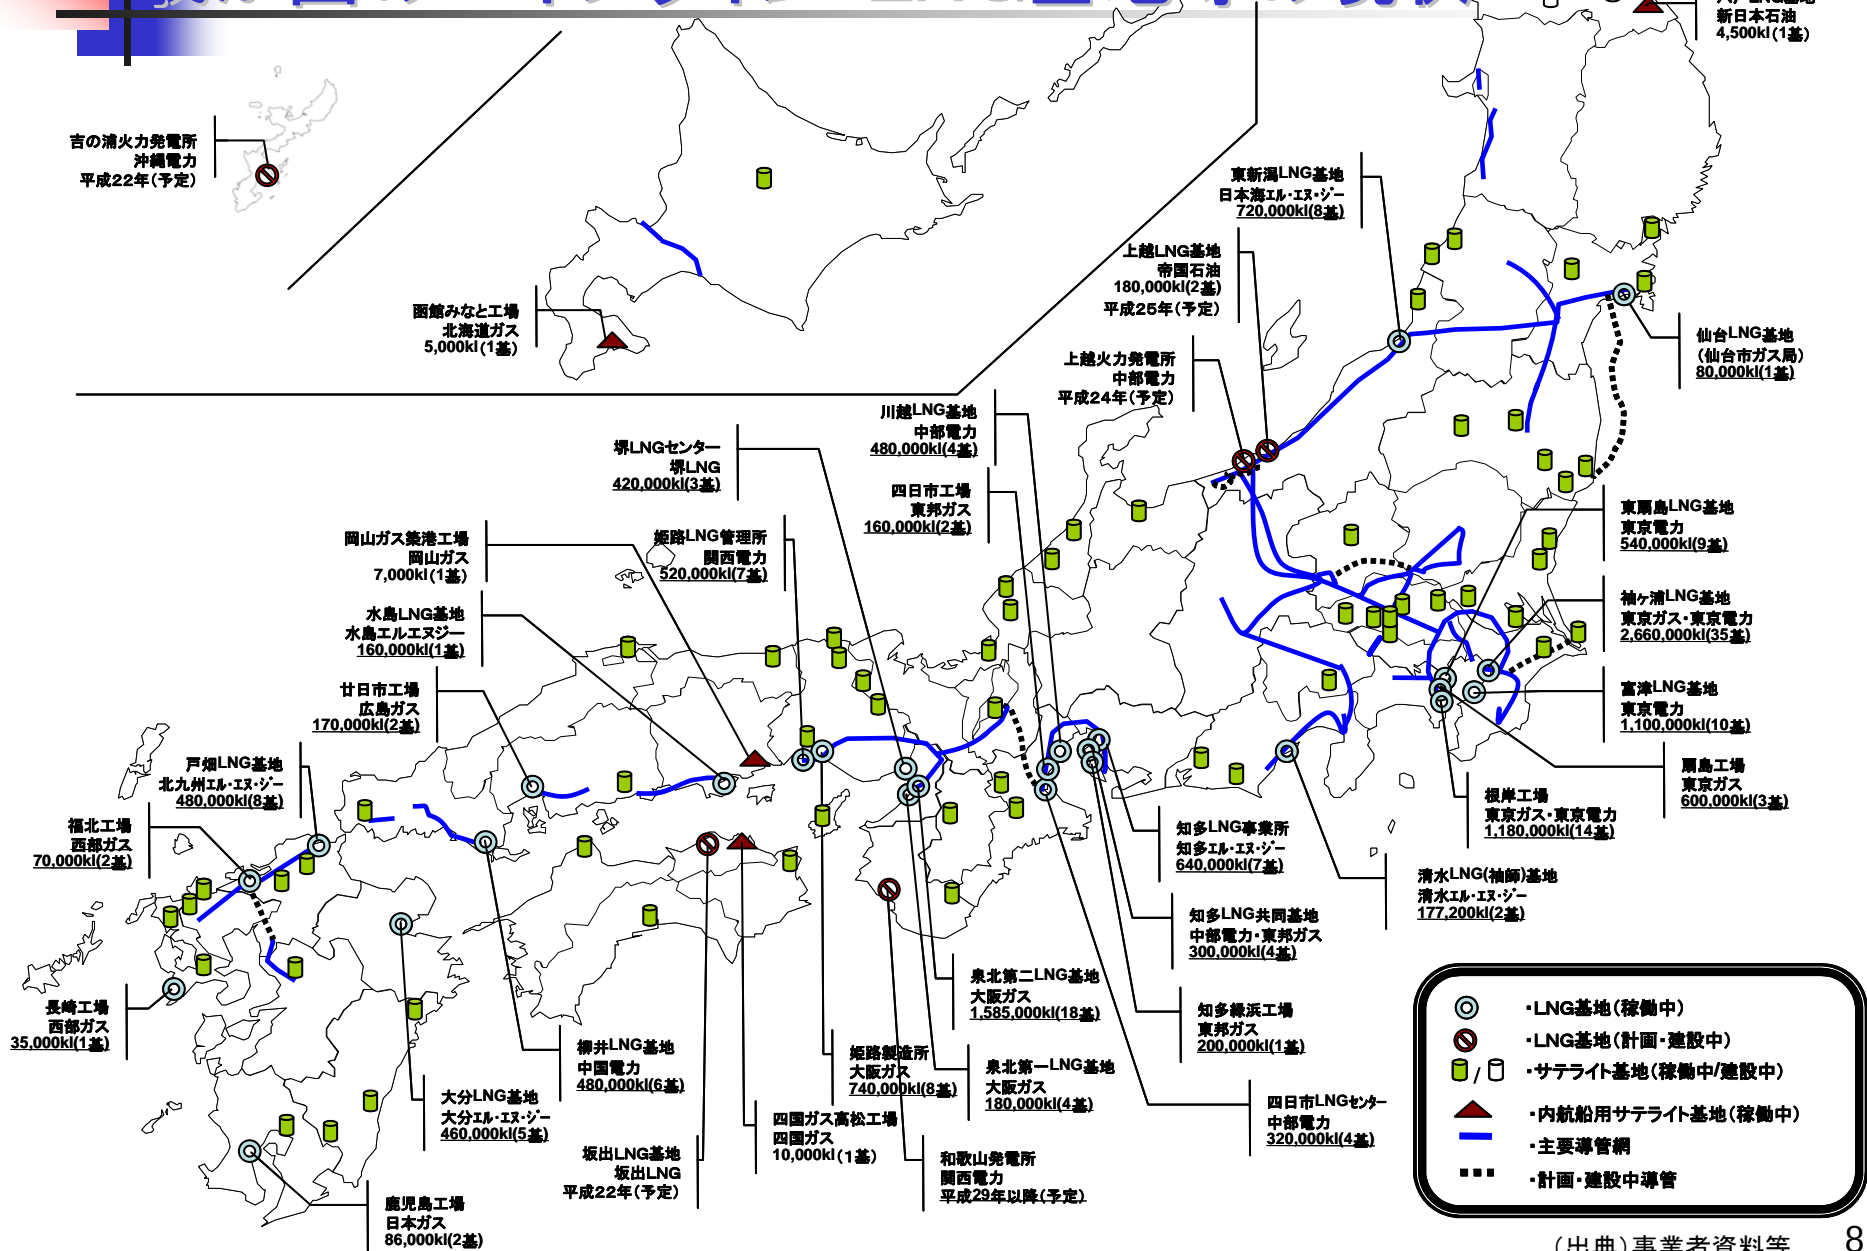 新日本石油
4,500kl(1基)
吉の浦火力発電所
沖縄電力
平成22年(予定)
函館みなと工場
北海道ガス
5,000kl(1基)
東新潟LNG基地
日本海エル・エヌ・ジー
720,000kl(8基)
上越LNG基地
帝国石油
180,000kl(2基)
平成25年(予定)
上越火力発電所
中部電力
平成24年(予定)
仙台LNG基地
(仙台市ガス局)
80,000kl(1基)
川越LNG基地
中部電力
480,000kl(4基)
堺LNGセンター
堺LNG
420,000kl(3基)
四日市工場
東邦ガス
160,000kl(2基)
岡山ガス築港工場
岡山ガス
7,000kl(1基)
姫路LNG管理所
関西電力
520,000kl(7基)
水島LNG基地
水島エルエヌジー
160,000kl(1基)
廿日市工場
広島ガス
170,000kl(2基)
戸畑LNG基地
北九州エル・エヌ・ジー
480,000kl(8基)
福北工場
西部ガス
70,000kl(2基)
東扇島LNG基地
東京電力
540,000kl(9基)
袖ヶ浦LNG基地
東京ガス・東京電力
2,660,000kl(35基)
富津LNG基地
東京電力
1,100,000kl(10基)
扇島工場
東京ガス
600,000kl(3基)
根岸工場
東京ガス・東京電力
1,180,000kl(14基)
清水LNG(袖師)基地
清水エル・エヌ・ジー
177,200kl(2基)
知多LNG事業所
知多エル・エヌ・ジー
640,000kl(7基)
知多LNG共同基地
中部電力・東邦ガス
300,000kl(4基)
知多緑浜工場
東邦ガス
200,000kl(1基)
四日市LNGセンター
中部電力
320,000kl(4基)
泉北第二LNG基地
大阪ガス
1,585,000kl(18基)
泉北第一LNG基地
大阪ガス
180,000kl(4基)
姫路製造所
大阪ガス
740,000kl(8基)
和歌山発電所
関西電力
平成29年以降(予定)
四国ガス高松工場
四国ガス
10,000kl(1基)
坂出LNG基地
坂出LNG
平成22年(予定)
柳井LNG基地
中国電力
480,000kl(6基)
大分LNG基地
大分エル・エヌ・ジー
460,000kl(5基)
長崎工場
西部ガス
35,000kl(1基)
鹿児島工場
日本ガス
86,000kl(2基)
・LNG基地(稼働中)
・LNG基地(計画・建設中)
/ ・サテライト基地(稼働中/建設中)
・内航船用サテライト基地(稼働中)
・主要導管網
・計画・建設中導管
(出典)事業者資料等
8